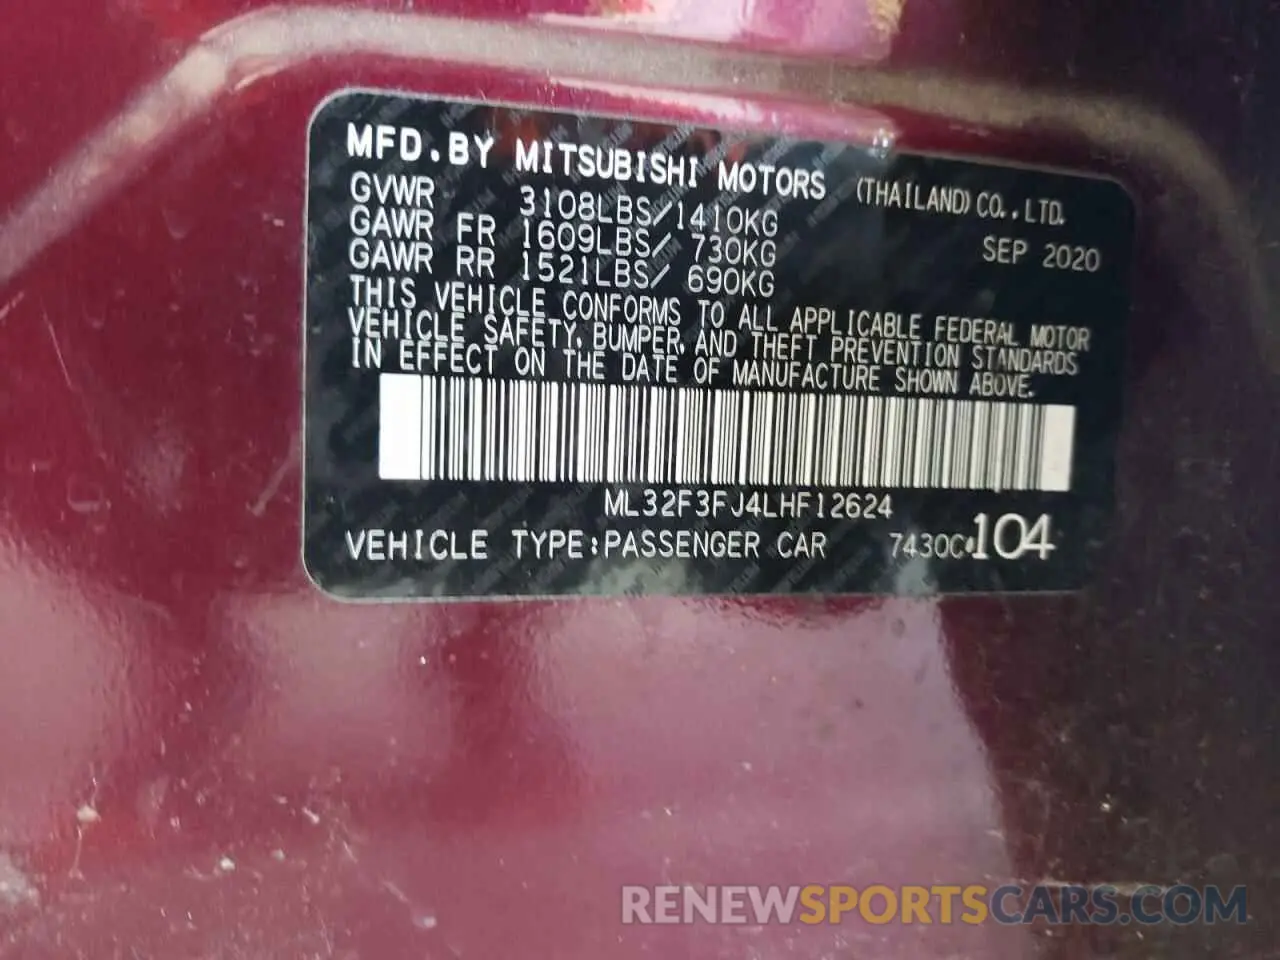 MFD.BY MITSUBISHI MOTORS (THAILAND) CO.,LTD.
GVWR 3108LBS/1410KG
GAWR FR 1609LBS/ 730KG SEP 2020
GAWR RR 1521LBS/ 690KG
THIS VEHICLE CONFORMS TO ALL APPLICABLE FEDERAL MOTOR
VEHICLE SAFETY, BUMPER, AND THEFT PREVENTION STANDARDS
IN EFFECT ON THE DATE OF MANUFACTURE SHOWN ABOVE.
ML32F3FJ4LHF12624
VEHICLE TYPE:PASSENGER CAR 7430C 104
RENEWSPORTSCARS.COM